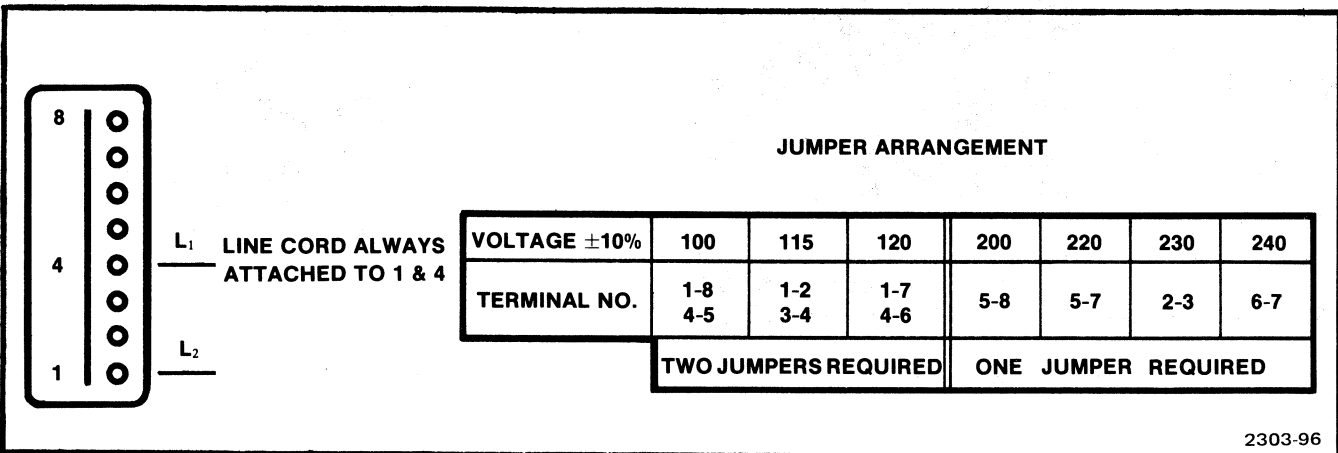 JUMPER ARRANGEMENT
8
4
1
L₁
L₂
LINE CORD ALWAYS
ATTACHED TO 1 & 4
VOLTAGE ±10% 100 115 120 200 220 230 240
TERMINAL NO. 1-8 1-2 1-7 5-8 5-7 2-3 6-7
4-5 3-4 4-6
TWO JUMPERS REQUIRED ONE JUMPER REQUIRED
2303-96